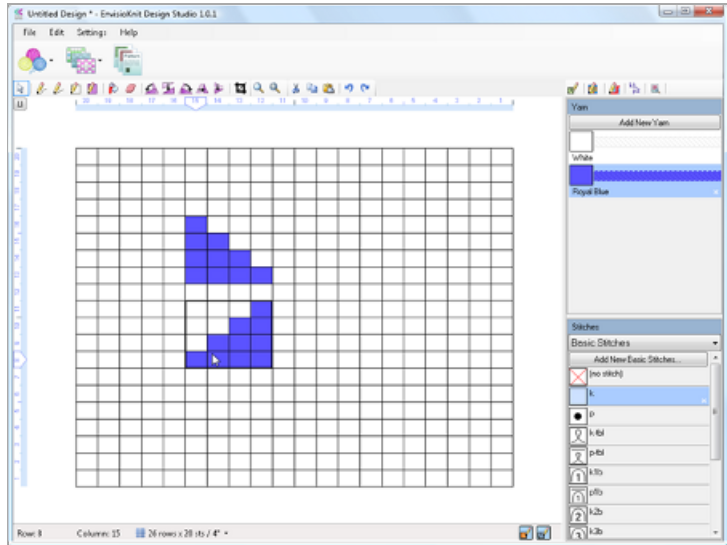 Untitled Design * - EnvisioKnit Design Studio 1.0.1
File Edit Settings Help
Yarn
Add New Yarn
White
Royal Blue
Stitches
Basic Stitches
Add New Basic Stitches...
(no stitch)
k
p
k-tbl
p-tbl
k1b
p1b
k2b
k3b
Row: 8 Column: 15 26 rows x 20 sts / 4"